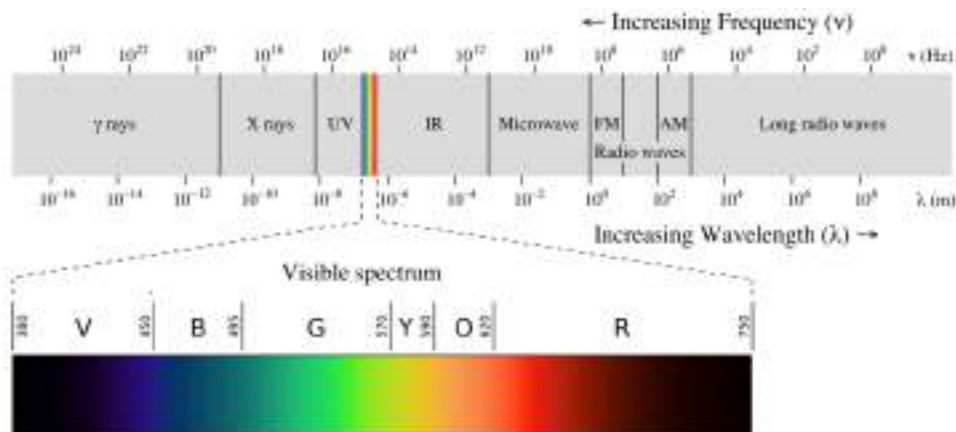 ← Increasing Frequency (ν)
10²⁴ 10²² 10²⁰ 10¹⁸ 10¹⁶ 10¹⁴ 10¹² 10¹⁰ 10⁸ 10⁶ 10⁴ 10² 10⁰ ν (Hz)
γ rays X rays UV IR Microwave FM AM Long radio waves
Radio waves
10⁻¹⁶ 10⁻¹⁴ 10⁻¹² 10⁻¹⁰ 10⁻⁸ 10⁻⁶ 10⁻⁴ 10⁻² 10⁰ 10² 10⁴ 10⁶ 10⁸ λ (m)
Increasing Wavelength (λ) →
Visible spectrum
380 V 450 B 495 G 570 Y 590 O 620 R 750